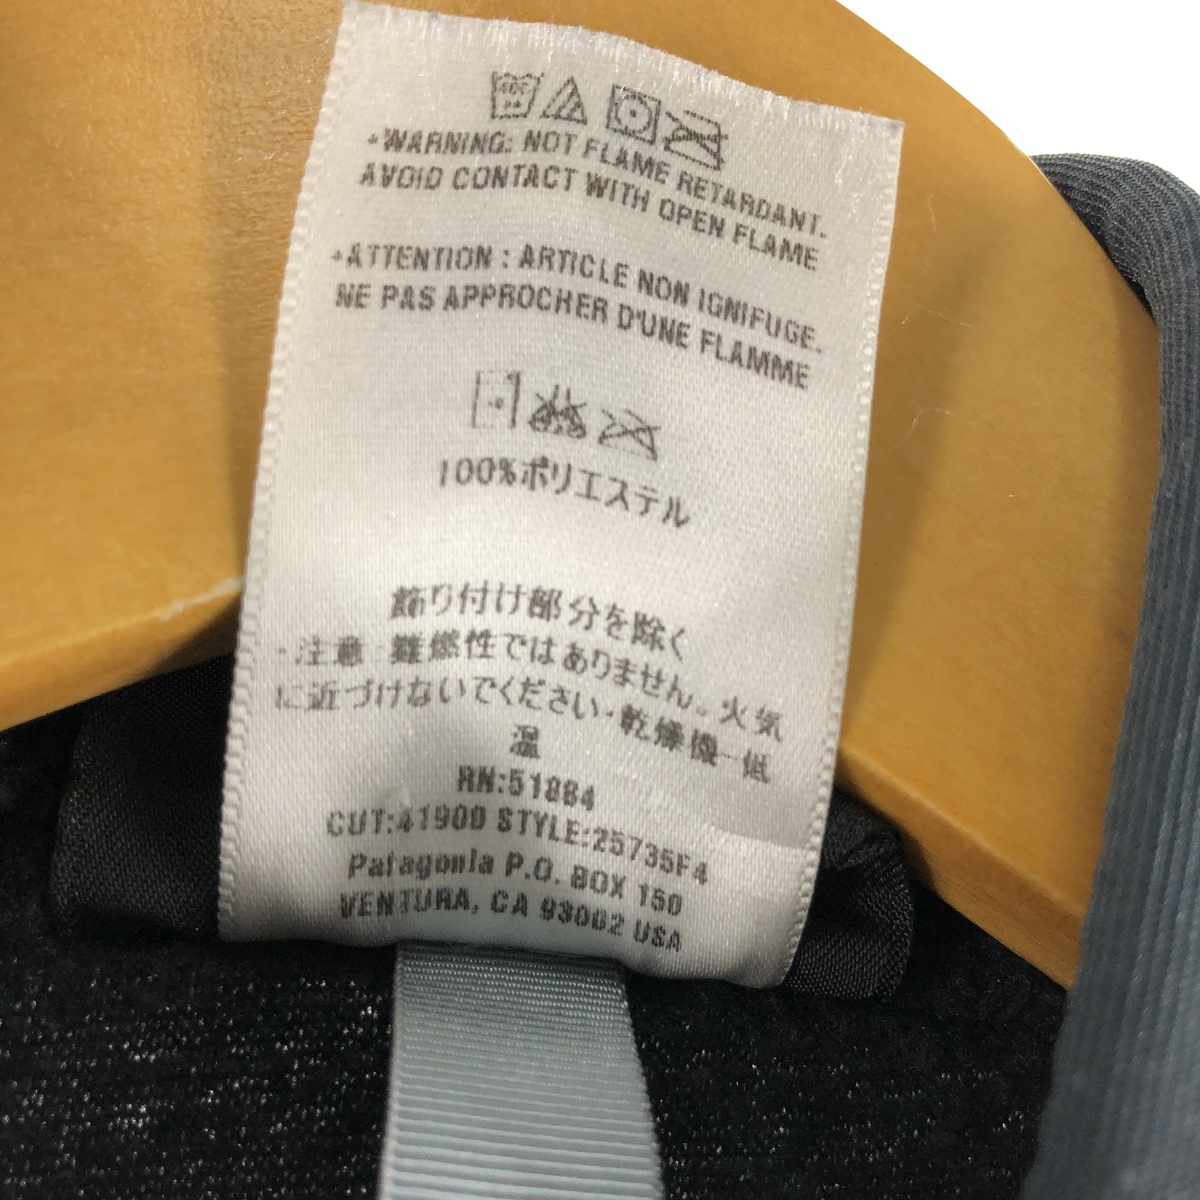 *WARNING: NOT FLAME RETARDANT.
AVOID CONTACT WITH OPEN FLAME
*ATTENTION : ARTICLE NON IGNIFUGE.
NE PAS APPROCHER D'UNE FLAMME
100%ポリエステル
飾り付け部分を除く
・注意 難燃性ではありません。火気
に近づけないでください・乾燥機－低
温
RN:51884
CUT:41900 STYLE:25735F4
Patagonia P.O. BOX 150
VENTURA, CA 93002 USA